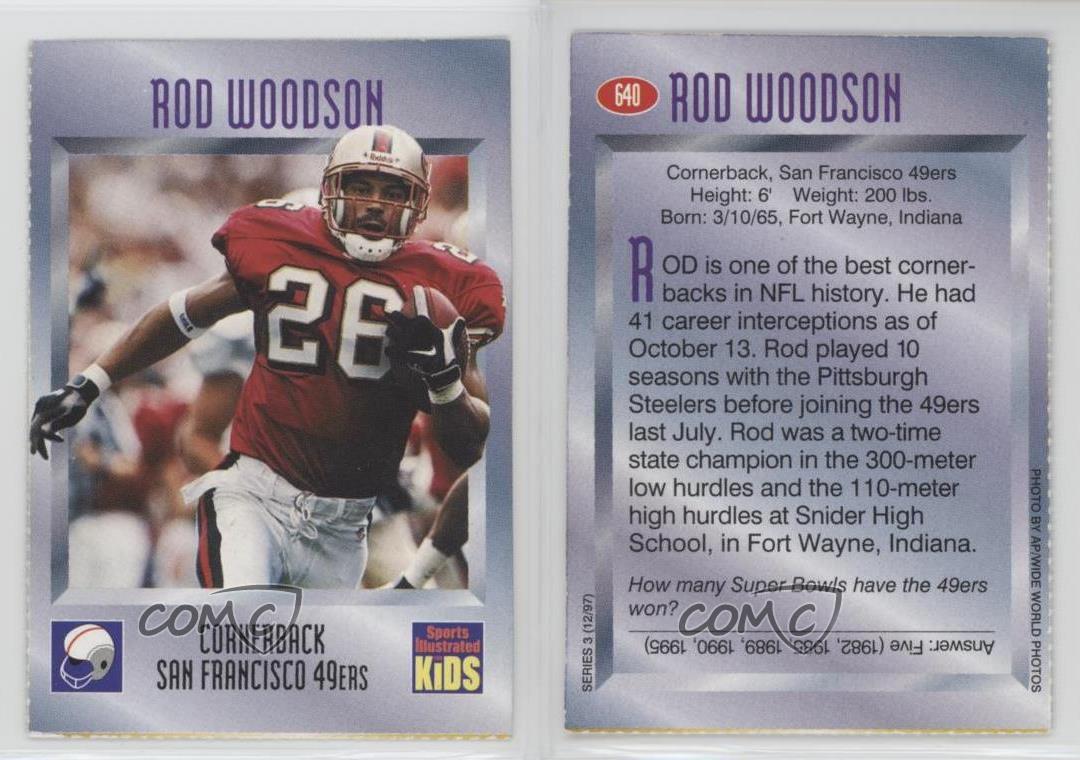 ROD WOODSON
Riddell
26
26
CORNERBACK
SAN FRANCISCO 49ERS
Sports
Illustrated
KiDS
COMC
640
ROD WOODSON
Cornerback, San Francisco 49ers
Height: 6' Weight: 200 lbs.
Born: 3/10/65, Fort Wayne, Indiana
ROD is one of the best corner-
backs in NFL history. He had
41 career interceptions as of
October 13. Rod played 10
seasons with the Pittsburgh
Steelers before joining the 49ers
last July. Rod was a two-time
state champion in the 300-meter
low hurdles and the 110-meter
high hurdles at Snider High
School, in Fort Wayne, Indiana.
How many Super Bowls have the 49ers
won?
Answer: Five (1982, 1985, 1989, 1990, 1995)
COMC
SERIES 3 (12/97)
PHOTO BY AP/WIDE WORLD PHOTOS